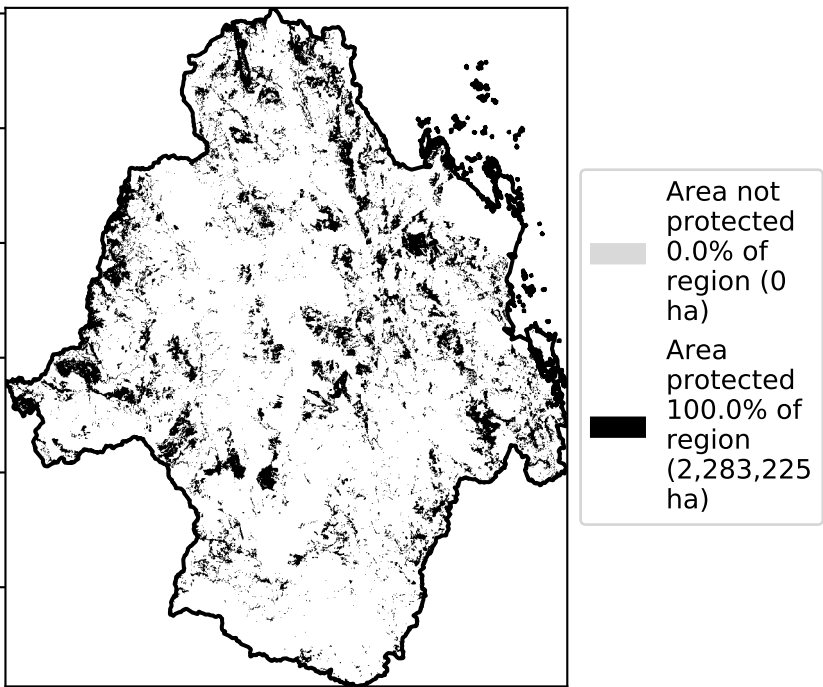 Area not
protected
0.0% of
region (0
ha)
Area
protected
100.0% of
region
(2,283,225
ha)